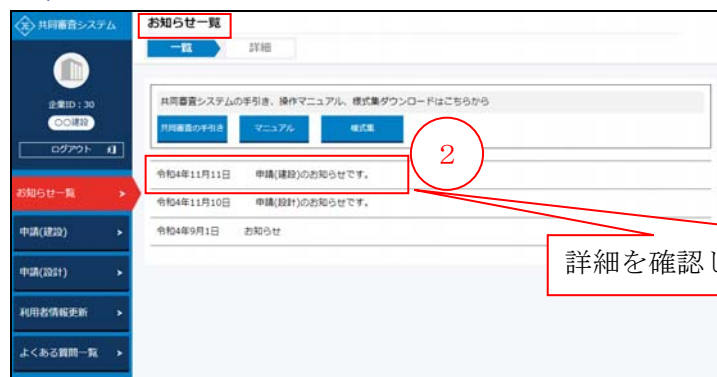 共同審査システム
お知らせ一覧
一覧
詳細
企業ID:30
〇〇建設
ログアウト
共同審査システムの手引き、操作マニュアル、様式集ダウンロードはこちらから
共同審査の手引き
マニュアル
様式集
2
令和4年11月11日 申請(建設)のお知らせです。
お知らせ一覧
令和4年11月10日 申請(設計)のお知らせです。
申請(建設)
令和4年9月1日 お知らせ
詳細を確認し
申請(設計)
利用者情報更新
よくある質問一覧